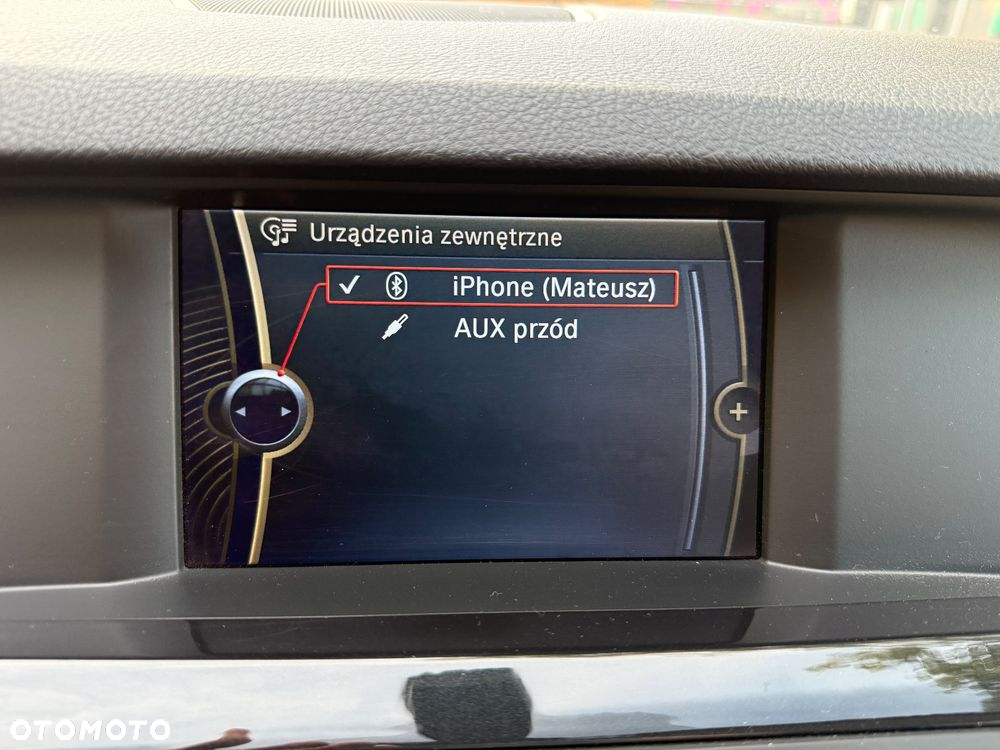 Urządzenia zewnętrzne
iPhone (Mateusz)
AUX przód
OTOMOTO